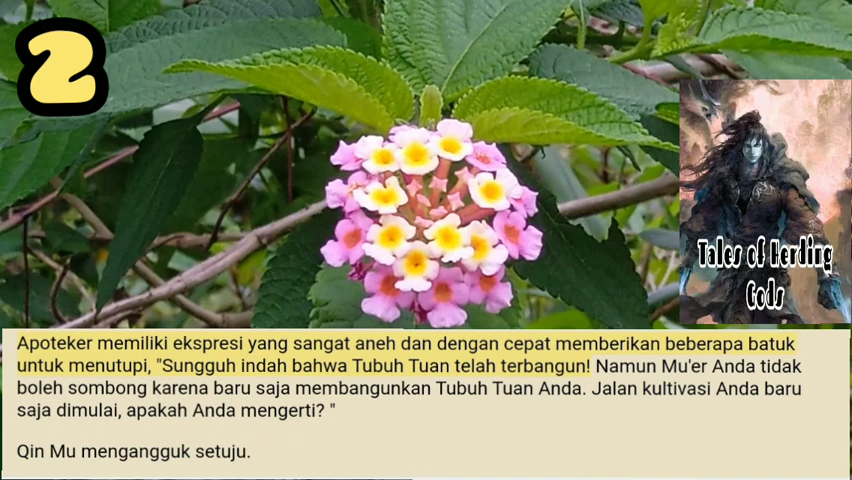 2
Tales of Herding
Gods
Apoteker memiliki ekspresi yang sangat aneh dan dengan cepat memberikan beberapa batuk
untuk menutupi, "Sungguh indah bahwa Tubuh Tuan telah terbangun! Namun Mu'er Anda tidak
boleh sombong karena baru saja membangunkan Tubuh Tuan Anda. Jalan kultivasi Anda baru
saja dimulai, apakah Anda mengerti? "
Qin Mu mengangguk setuju.